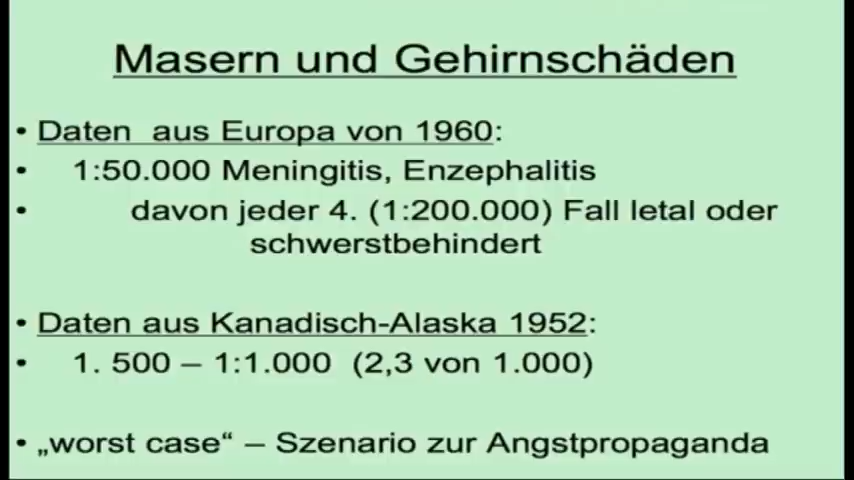 Masern und Gehirnschäden
• Daten aus Europa von 1960:
• 1:50.000 Meningitis, Enzephalitis
• davon jeder 4. (1:200.000) Fall letal oder
schwerstbehindert
• Daten aus Kanadisch-Alaska 1952:
• 1. 500 – 1:1.000 (2,3 von 1.000)
• „worst case“ – Szenario zur Angstpropaganda